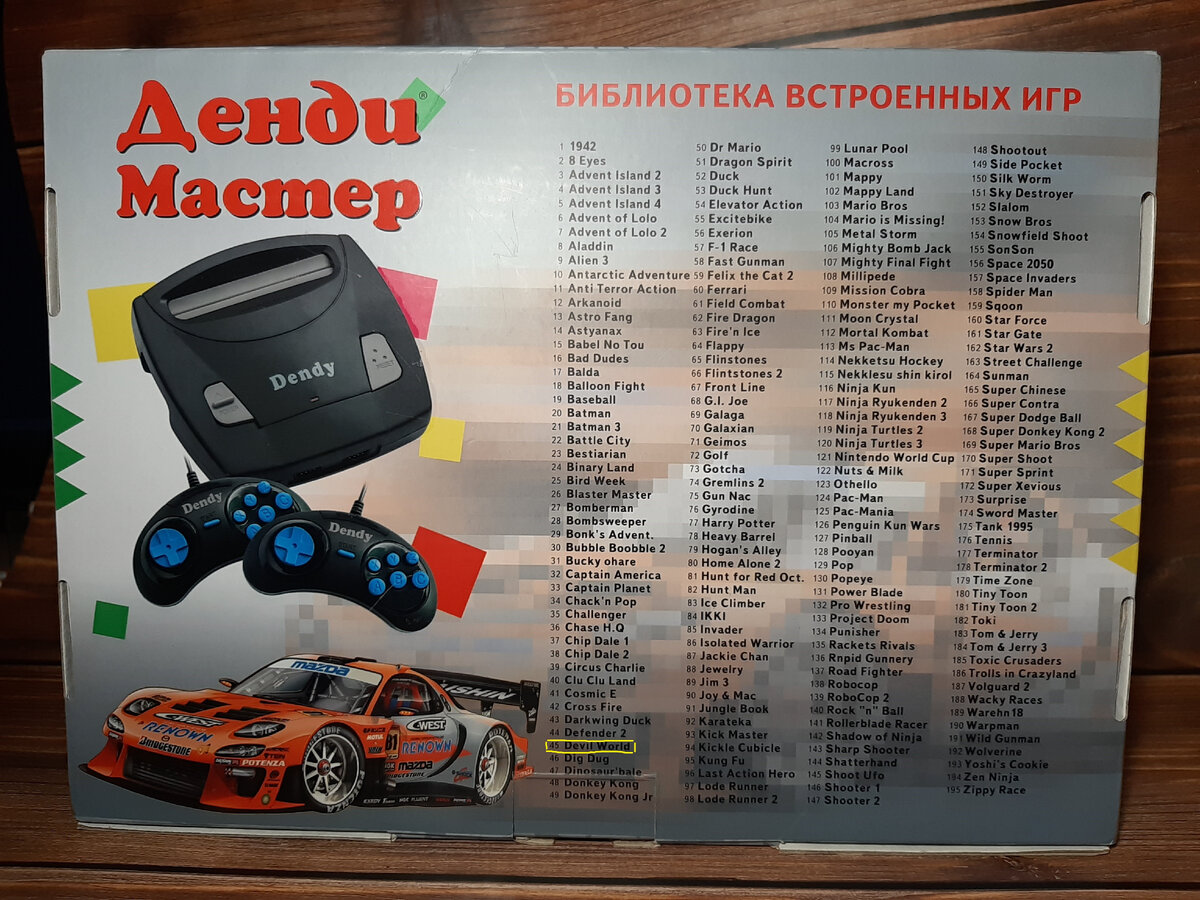 Денди®
Мастер
Dendy
Dendy
Dendy
mazda
WEST
RENOWN
BRIDGESTONE
POTENZA
WEST
RENOWN
mazda
81
MOTUL
БИБЛИОТЕКА ВСТРОЕННЫХ ИГР
1 1942
2 8 Eyes
3 Advent Island 2
4 Advent Island 3
5 Advent Island 4
6 Advent of Lolo
7 Advent of Lolo 2
8 Aladdin
9 Alien 3
10 Antarctic Adventure
11 Anti Terror Action
12 Arkanoid
13 Astro Fang
14 Astyanax
15 Babel No Tou
16 Bad Dudes
17 Balda
18 Balloon Fight
19 Baseball
20 Batman
21 Batman 3
22 Battle City
23 Bestiarian
24 Binary Land
25 Bird Week
26 Blaster Master
27 Bomberman
28 Bombsweeper
29 Bonk's Advent.
30 Bubble Boobble 2
31 Bucky ohare
32 Captain America
33 Captain Planet
34 Chack'n Pop
35 Challenger
36 Chase H.Q
37 Chip Dale 1
38 Chip Dale 2
39 Circus Charlie
40 Clu Clu Land
41 Cosmic E
42 Cross Fire
43 Darkwing Duck
44 Defender 2
45 Devil World
46 Dig Dug
47 Dinosaur'bale
48 Donkey Kong
49 Donkey Kong Jr
50 Dr Mario
51 Dragon Spirit
52 Duck
53 Duck Hunt
54 Elevator Action
55 Excitebike
56 Exerion
57 F-1 Race
58 Fast Gunman
59 Felix the Cat 2
60 Ferrari
61 Field Combat
62 Fire Dragon
63 Fire'n Ice
64 Flappy
65 Flinstones
66 Flintstones 2
67 Front Line
68 G.I. Joe
69 Galaga
70 Galaxian
71 Geimos
72 Golf
73 Gotcha
74 Gremlins 2
75 Gun Nac
76 Gyrodine
77 Harry Potter
78 Heavy Barrel
79 Hogan's Alley
80 Home Alone 2
81 Hunt for Red Oct.
82 Hunt Man
83 Ice Climber
84 IKKI
85 Invader
86 Isolated Warrior
87 Jackie Chan
88 Jewelry
89 Jim 3
90 Joy & Mac
91 Jungle Book
92 Karateka
93 Kick Master
94 Kickle Cubicle
95 Kung Fu
96 Last Action Hero
97 Lode Runner
98 Lode Runner 2
99 Lunar Pool
100 Macross
101 Mappy
102 Mappy Land
103 Mario Bros
104 Mario is Missing!
105 Metal Storm
106 Mighty Bomb Jack
107 Mighty Final Fight
108 Millipede
109 Mission Cobra
110 Monster my Pocket
111 Moon Crystal
112 Mortal Kombat
113 Ms Pac-Man
114 Nekketsu Hockey
115 Nekklesu shin kirol
116 Ninja Kun
117 Ninja Ryukenden 2
118 Ninja Ryukenden 3
119 Ninja Turtles 2
120 Ninja Turtles 3
121 Nintendo World Cup
122 Nuts & Milk
123 Othello
124 Pac-Man
125 Pac-Mania
126 Penguin Kun Wars
127 Pinball
128 Pooyan
129 Pop
130 Popeye
131 Power Blade
132 Pro Wrestling
133 Project Doom
134 Punisher
135 Rackets Rivals
136 Rnpid Gunnery
137 Road Fighter
138 Robocop
139 RoboCop 2
140 Rock "n" Ball
141 Rollerblade Racer
142 Shadow of Ninja
143 Sharp Shooter
144 Shatterhand
145 Shoot Ufo
146 Shooter 1
147 Shooter 2
148 Shootout
149 Side Pocket
150 Silk Worm
151 Sky Destroyer
152 Slalom
153 Snow Bros
154 Snowfield Shoot
155 SonSon
156 Space 2050
157 Space Invaders
158 Spider Man
159 Sqoon
160 Star Force
161 Star Gate
162 Star Wars 2
163 Street Challenge
164 Sunman
165 Super Chinese
166 Super Contra
167 Super Dodge Ball
168 Super Donkey Kong 2
169 Super Mario Bros
170 Super Shoot
171 Super Sprint
172 Super Xevious
173 Surprise
174 Sword Master
175 Tank 1995
176 Tennis
177 Terminator
178 Terminator 2
179 Time Zone
180 Tiny Toon
181 Tiny Toon 2
182 Toki
183 Tom & Jerry
184 Tom & Jerry 3
185 Toxic Crusaders
186 Trolls in Crazyland
187 Volguard 2
188 Wacky Races
189 Warehn18
190 Warpman
191 Wild Gunman
192 Wolverine
193 Yoshi's Cookie
194 Zen Ninja
195 Zippy Race